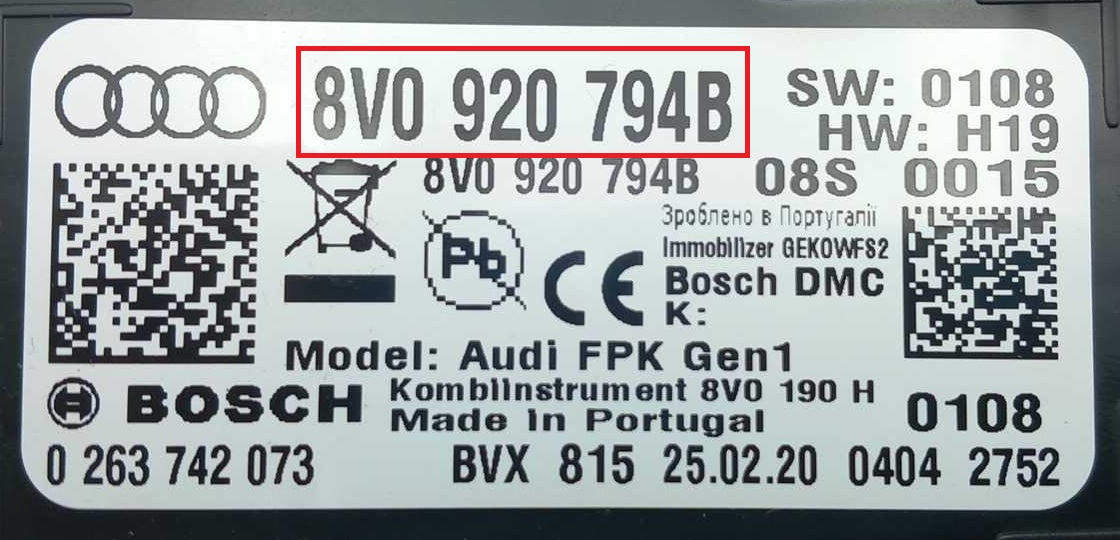 8V0 920 794B
SW: 0108
HW: H19
8V0 920 794B 08S 0015
Зроблено в Португалії
Immobilizer GEKOWFS2
Bosch DMC
K:
Pb
CE
Model: Audi FPK Gen1
BOSCH
Kombiinstrument 8V0 190 H
Made in Portugal
0108
0 263 742 073 BVX 815 25.02.20 0404 2752